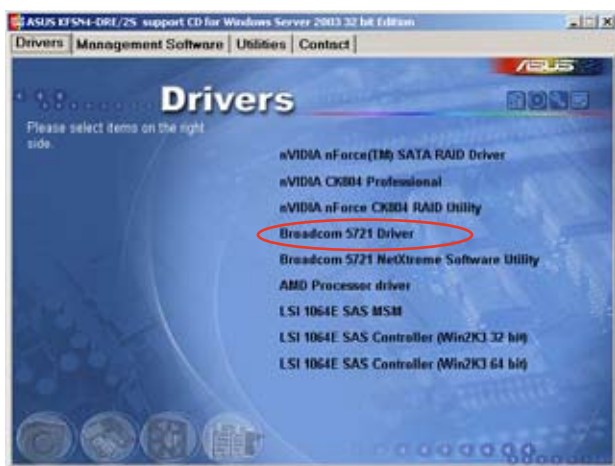 ASUS KFSN4-DRE/2S support CD for Windows Server 2003 32 bit Edition
Drivers Management Software Utilities Contact
ASUS
Drivers
Please select items on the right
side.
nVIDIA nForce(TM) SATA RAID Driver
nVIDIA CK804 Professional
nVIDIA nForce CK804 RAID Utility
Broadcom 5721 Driver
Broadcom 5721 NetXtreme Software Utility
AMD Processor driver
LSI 1064E SAS MSM
LSI 1064E SAS Controller (Win2K3 32 bit)
LSI 1064E SAS Controller (Win2K3 64 bit)